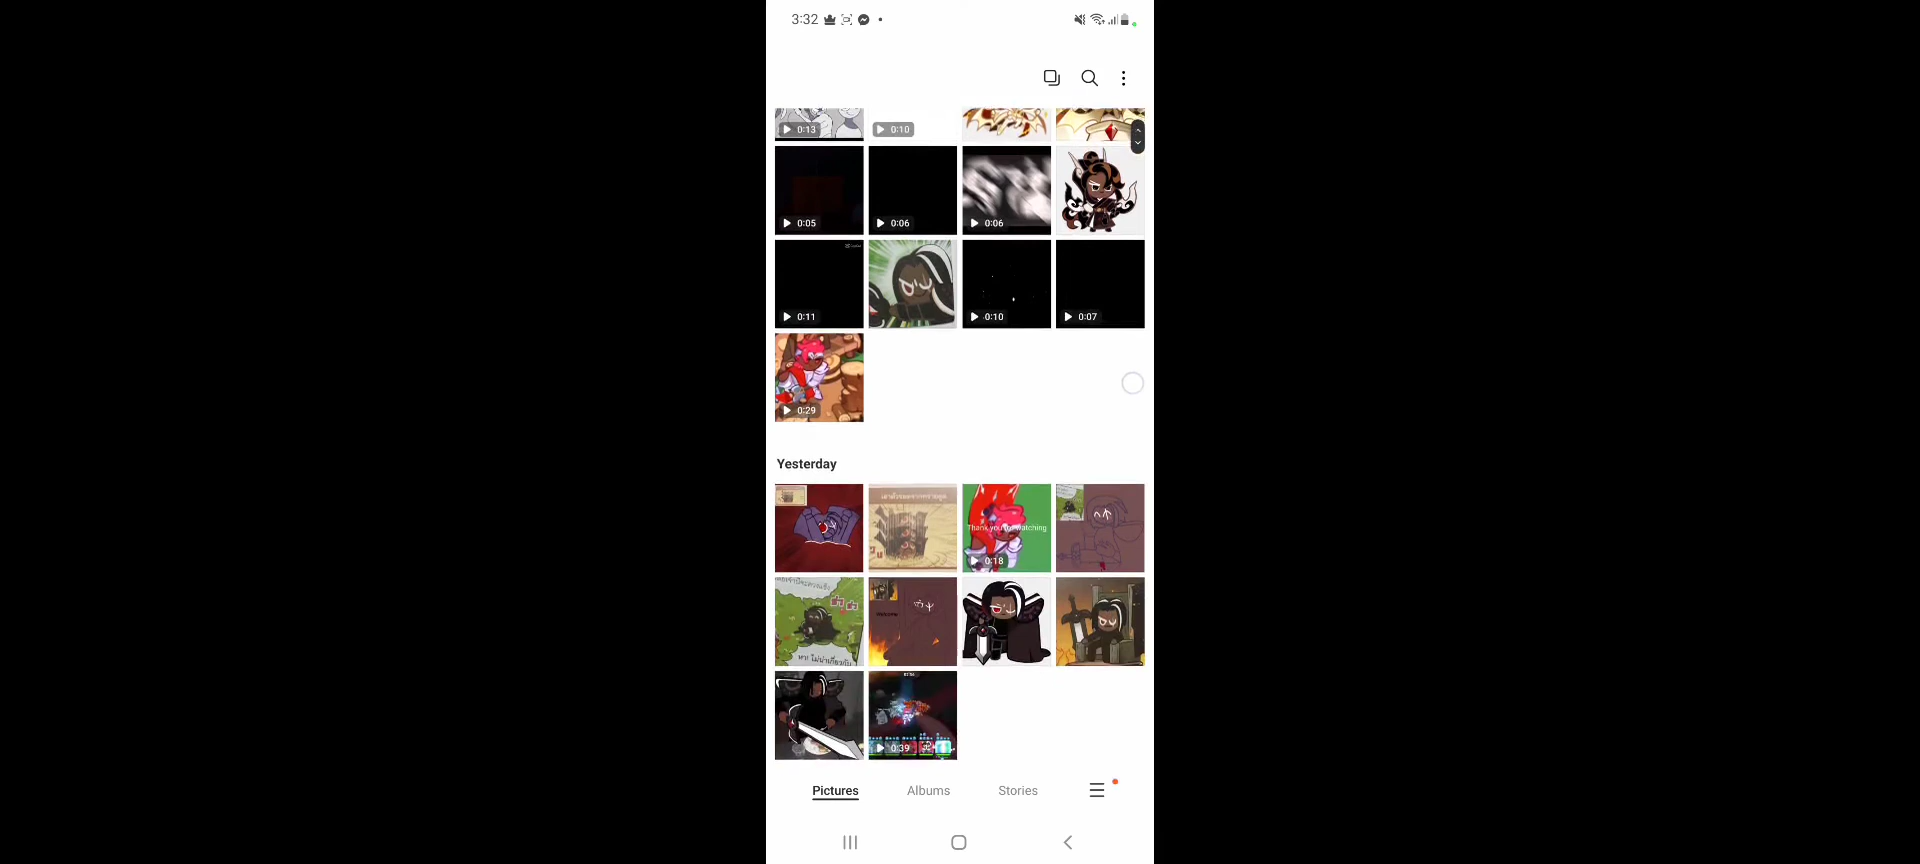 3:32
0:13
0:10
0:05
0:06
0:06
0:11
0:10
0:07
0:29
Yesterday
Thank you for watching
0:18
0:39
Pictures
Albums
Stories